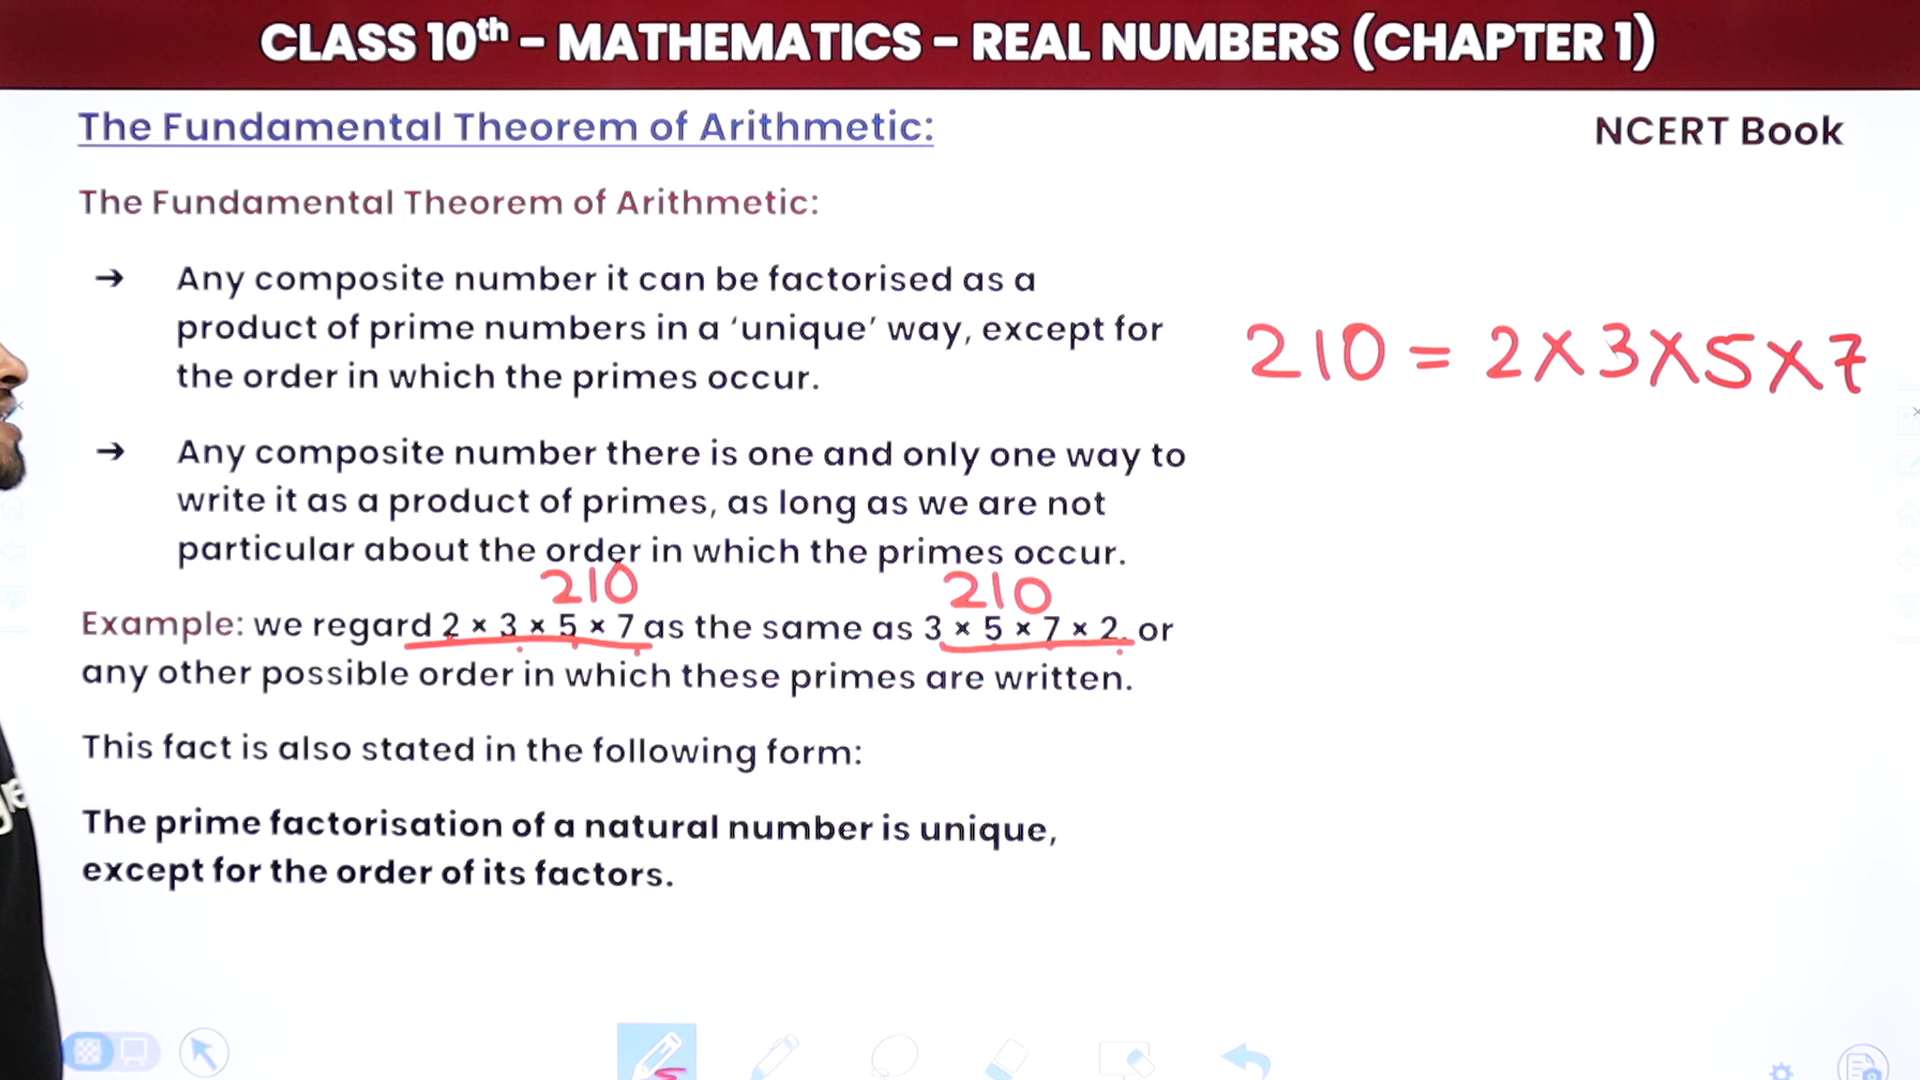 CLASS 10th - MATHEMATICS - REAL NUMBERS (CHAPTER 1)
The Fundamental Theorem of Arithmetic:
NCERT Book
The Fundamental Theorem of Arithmetic:
→ Any composite number it can be factorised as a
product of prime numbers in a ‘unique’ way, except for
the order in which the primes occur.
210 = 2 X 3 X 5 X 7
→ Any composite number there is one and only one way to
write it as a product of primes, as long as we are not
particular about the order in which the primes occur.
210 210
Example: we regard 2 × 3 × 5 × 7 as the same as 3 × 5 × 7 × 2, or
any other possible order in which these primes are written.
This fact is also stated in the following form:
The prime factorisation of a natural number is unique,
except for the order of its factors.